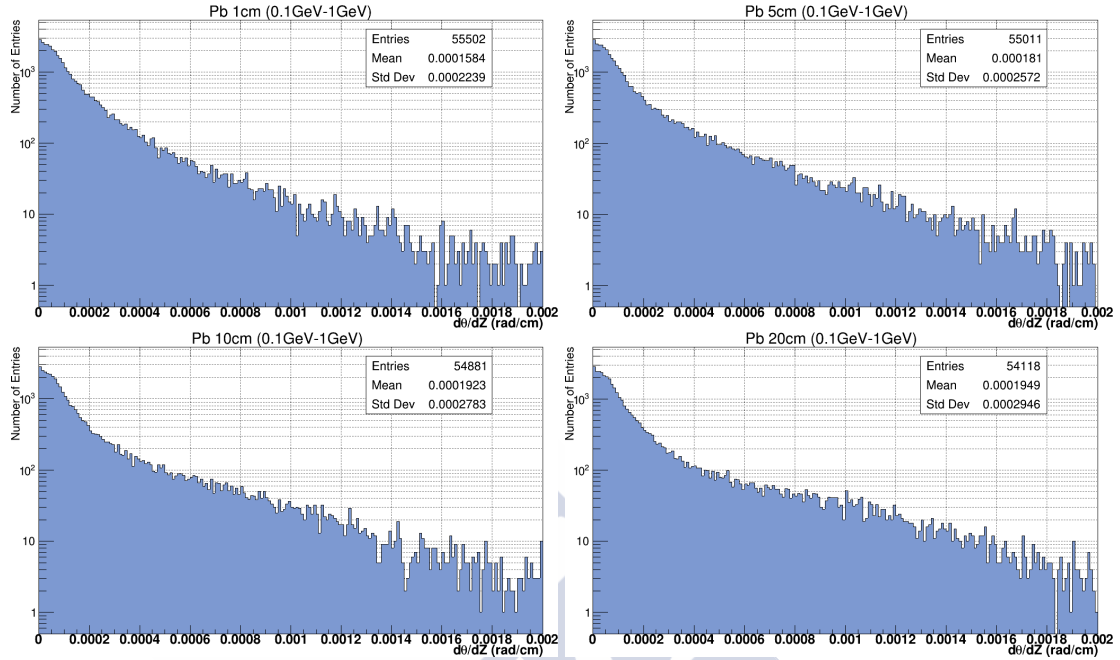 Pb 1cm (0.1GeV-1GeV)
Number of Entries
Entries 55502
Mean 0.0001584
Std Dev 0.0002239
10³
10²
10
1
0 0.0002 0.0004 0.0006 0.0008 0.001 0.0012 0.0014 0.0016 0.0018 0.002
dθ/dZ (rad/cm)
Pb 5cm (0.1GeV-1GeV)
Number of Entries
Entries 55011
Mean 0.000181
Std Dev 0.0002572
10³
10²
10
1
0 0.0002 0.0004 0.0006 0.0008 0.001 0.0012 0.0014 0.0016 0.0018 0.002
dθ/dZ (rad/cm)
Pb 10cm (0.1GeV-1GeV)
Number of Entries
Entries 54881
Mean 0.0001923
Std Dev 0.0002783
10³
10²
10
1
0 0.0002 0.0004 0.0006 0.0008 0.001 0.0012 0.0014 0.0016 0.0018 0.002
dθ/dZ (rad/cm)
Pb 20cm (0.1GeV-1GeV)
Number of Entries
Entries 54118
Mean 0.0001949
Std Dev 0.0002946
10³
10²
10
1
0 0.0002 0.0004 0.0006 0.0008 0.001 0.0012 0.0014 0.0016 0.0018 0.002
dθ/dZ (rad/cm)